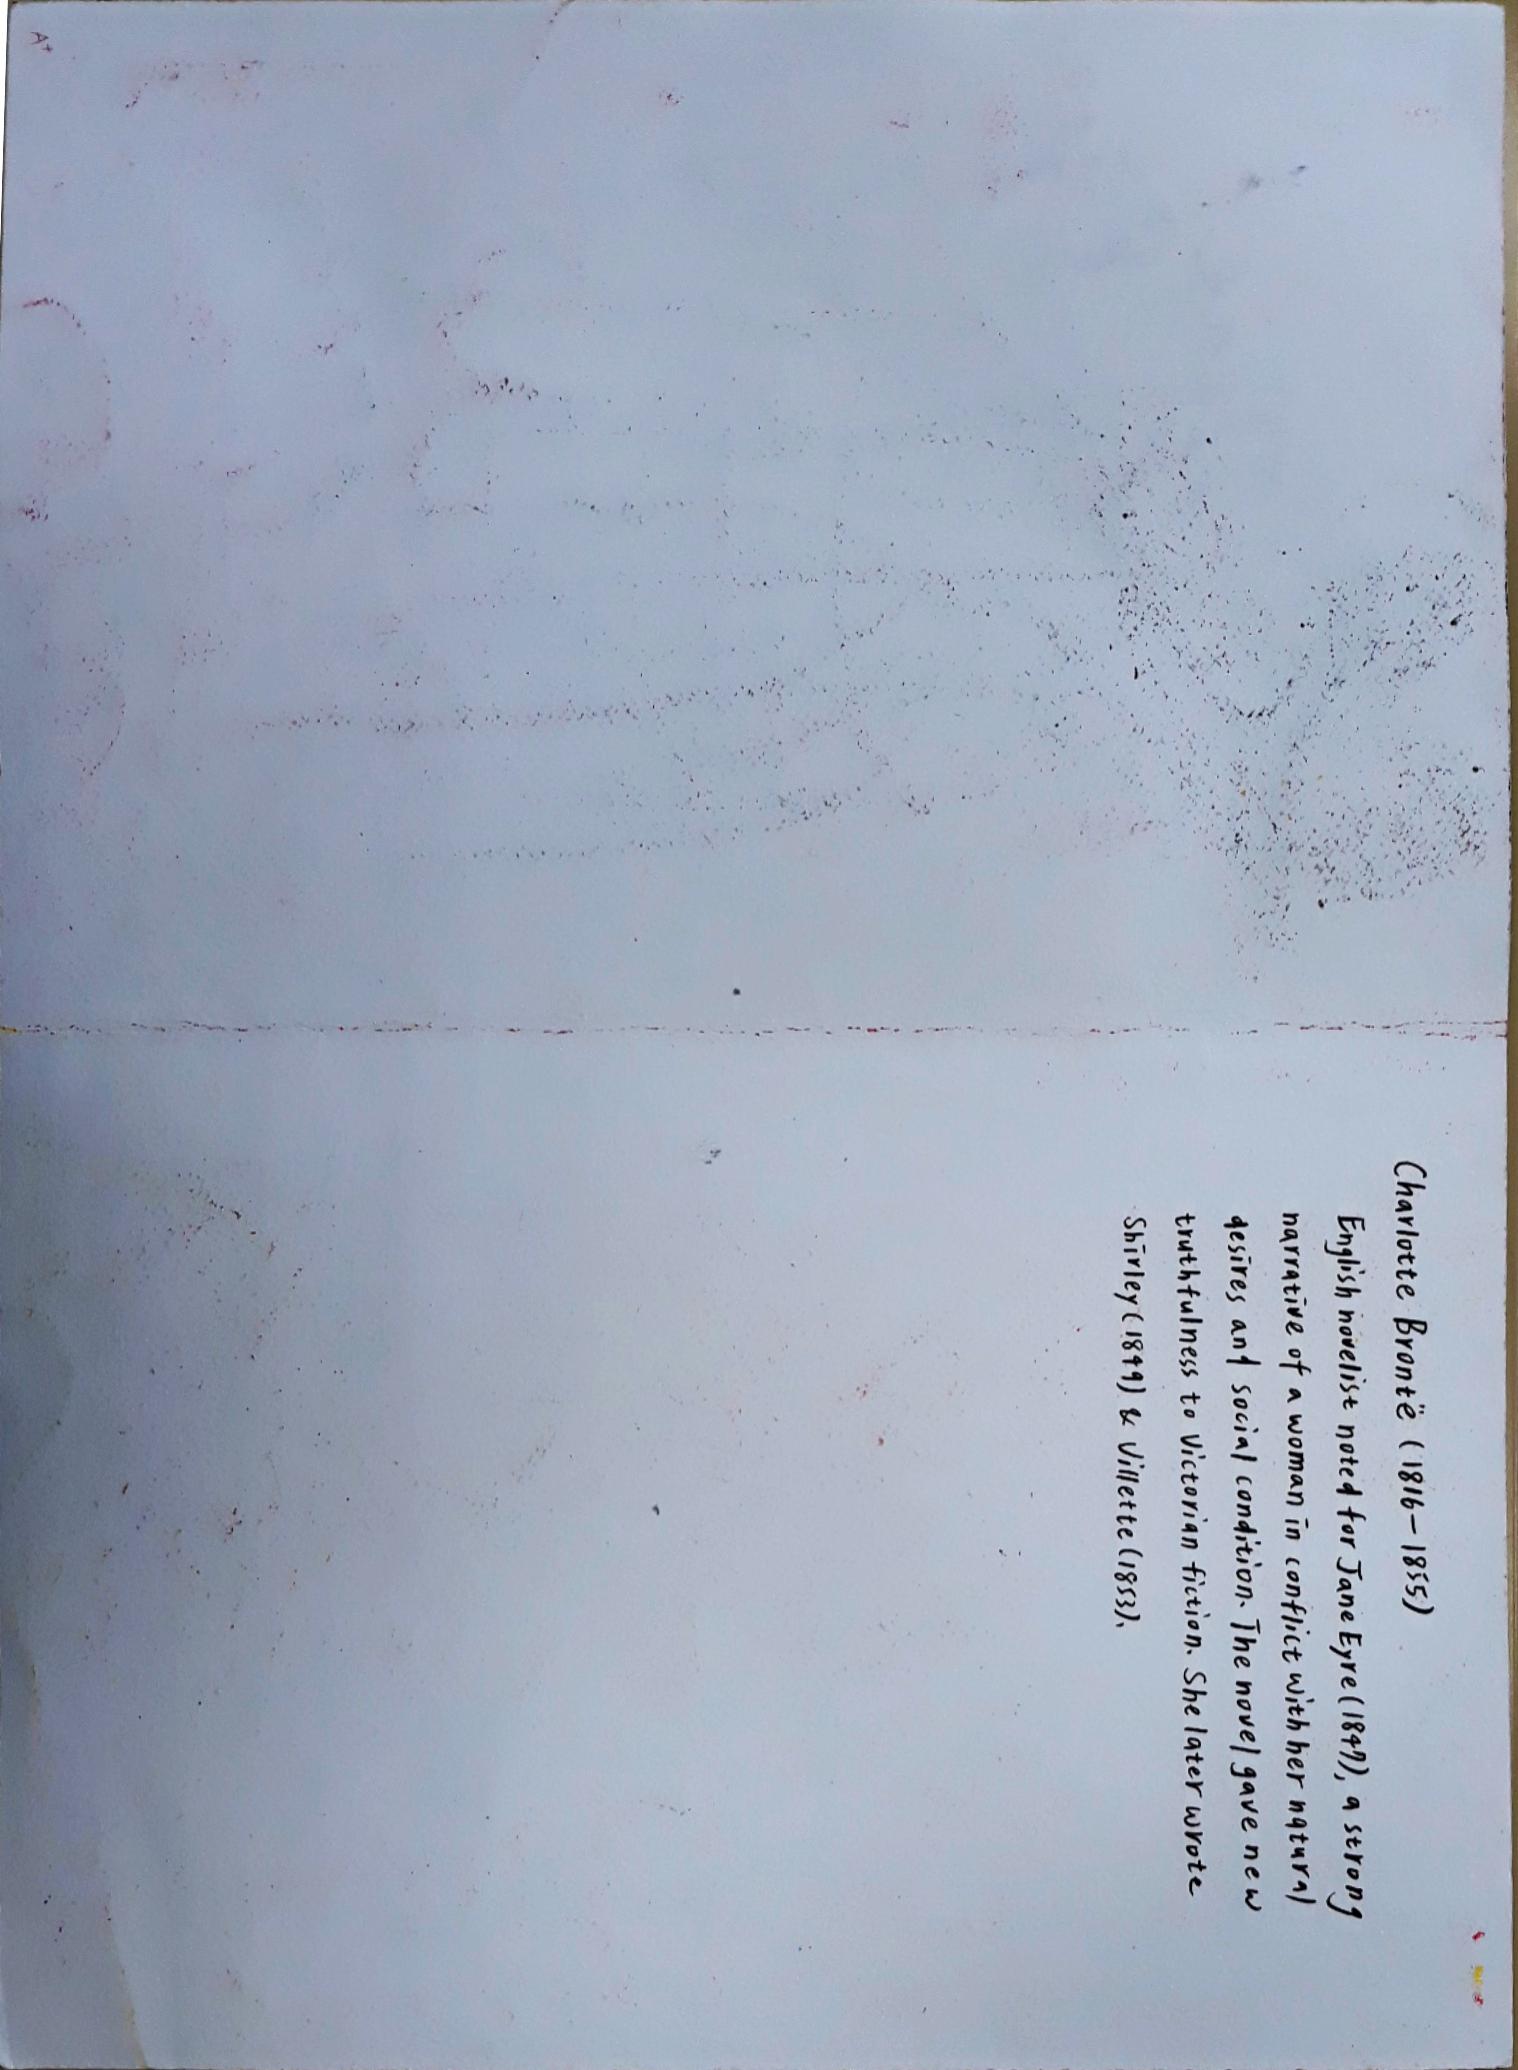 Charlotte Brontë (1816-1855)
English novelist noted for Jane Eyre (1847), a strong
narrative of a woman in conflict with her natural
desires and social condition. The novel gave new
truthfulness to Victorian fiction. She later wrote
Shirley (1849) & Villette (1853).
A+